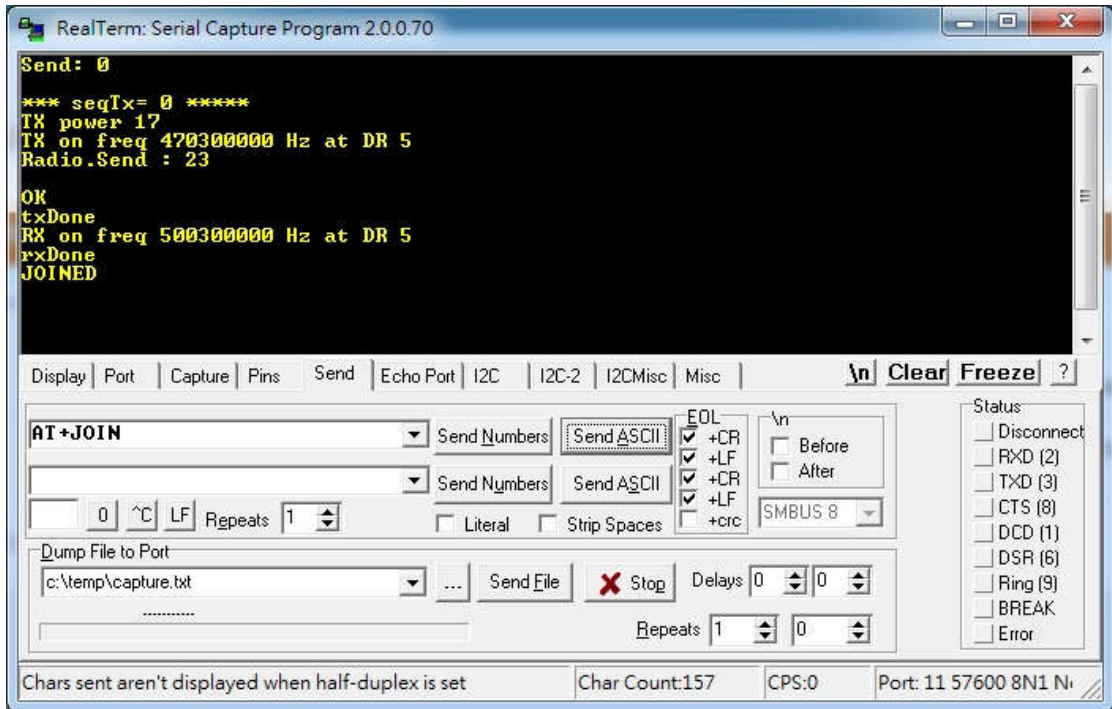 RealTerm: Serial Capture Program 2.0.0.70
Send: 0
*** seqTx= 0 *****
TX power 17
TX on freq 470300000 Hz at DR 5
Radio.Send : 23
OK
txDone
RX on freq 500300000 Hz at DR 5
rxDone
JOINED
Display Port Capture Pins Send Echo Port I2C I2C-2 I2CMisc Misc \n Clear Freeze ?
AT+JOIN
Send Numbers Send ASCII
EOL
+CR
+LF
+CR
+LF
+crc
\n
Before
After
Send Numbers Send ASCII
SMBUS 8
0 ^C LF Repeats 1
Literal Strip Spaces
Status
Disconnect
RXD (2)
TXD (3)
CTS (8)
DCD (1)
DSR (6)
Ring (9)
BREAK
Error
Dump File to Port
c:\temp\capture.txt ... Send File Stop Delays 0 0
-----------
Repeats 1 0
Chars sent aren't displayed when half-duplex is set Char Count:157 CPS:0 Port: 11 57600 8N1